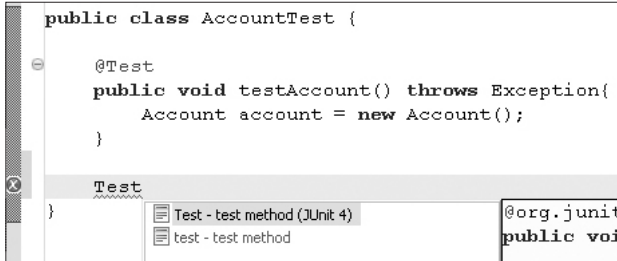 public class AccountTest {
@Test
public void testAccount() throws Exception{
Account account = new Account();
}
Test
}
Test - test method (JUnit 4)
test - test method
@org.junit
public voi